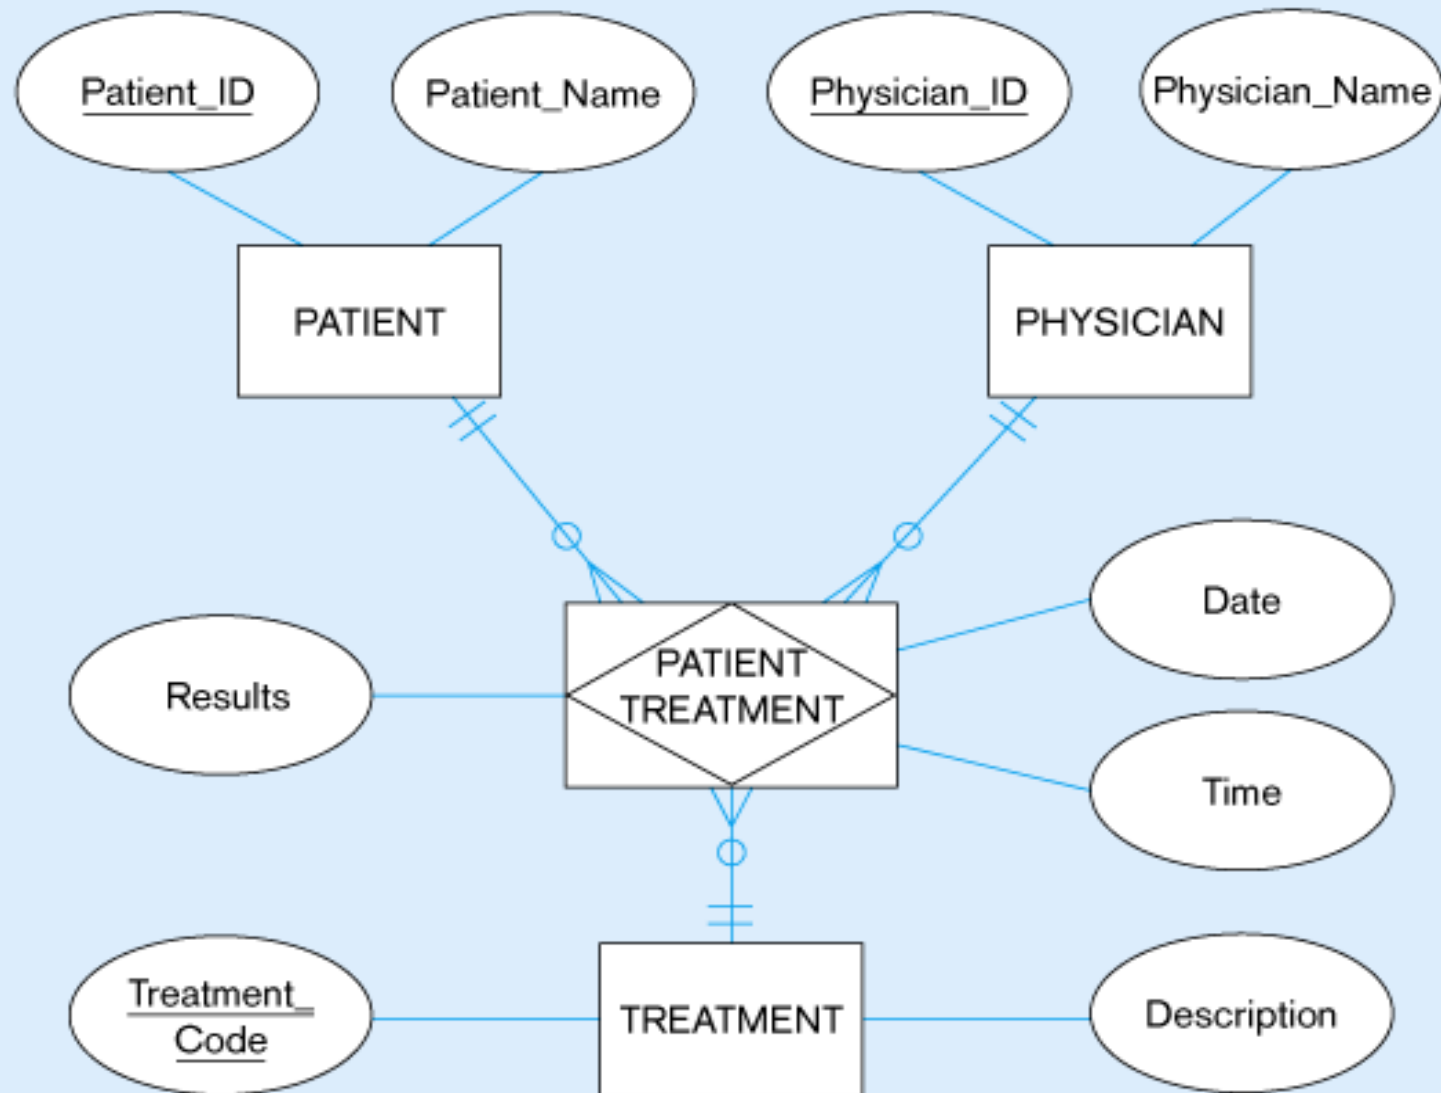 Patient_ID
Patient_Name
Physician_ID
Physician_Name
PATIENT
PHYSICIAN
Date
Results
PATIENT
TREATMENT
Time
Treatment_
Code
TREATMENT
Description